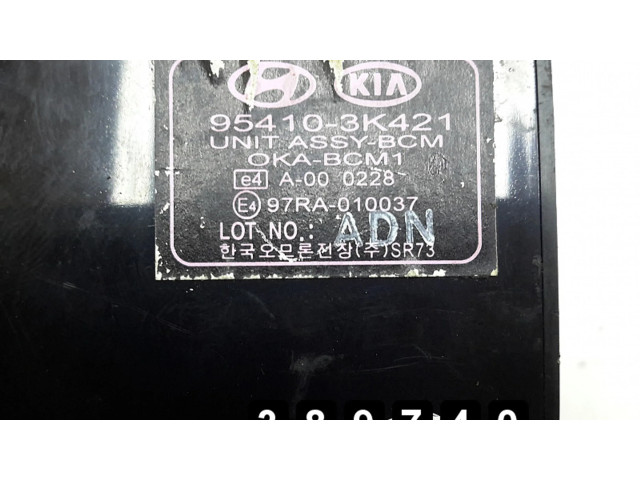 KIA
95410-3K421
UNIT ASSY-BCM
OKA-BCM1
e4 A-00 0228
E4 97RA-010037
LOT NO.: ADN
한국오므론전장(주)SR73